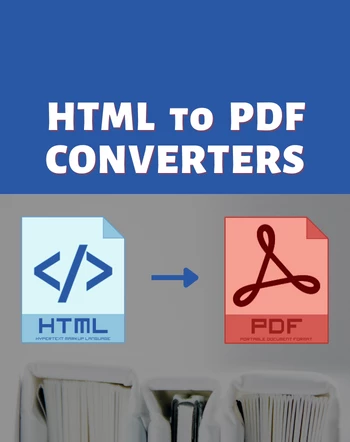 HTML TO PDF
CONVERTERS
</>
HTML
HYPERTEXT MARKUP LANGUAGE
PDF
PORTABLE DOCUMENT FORMAT